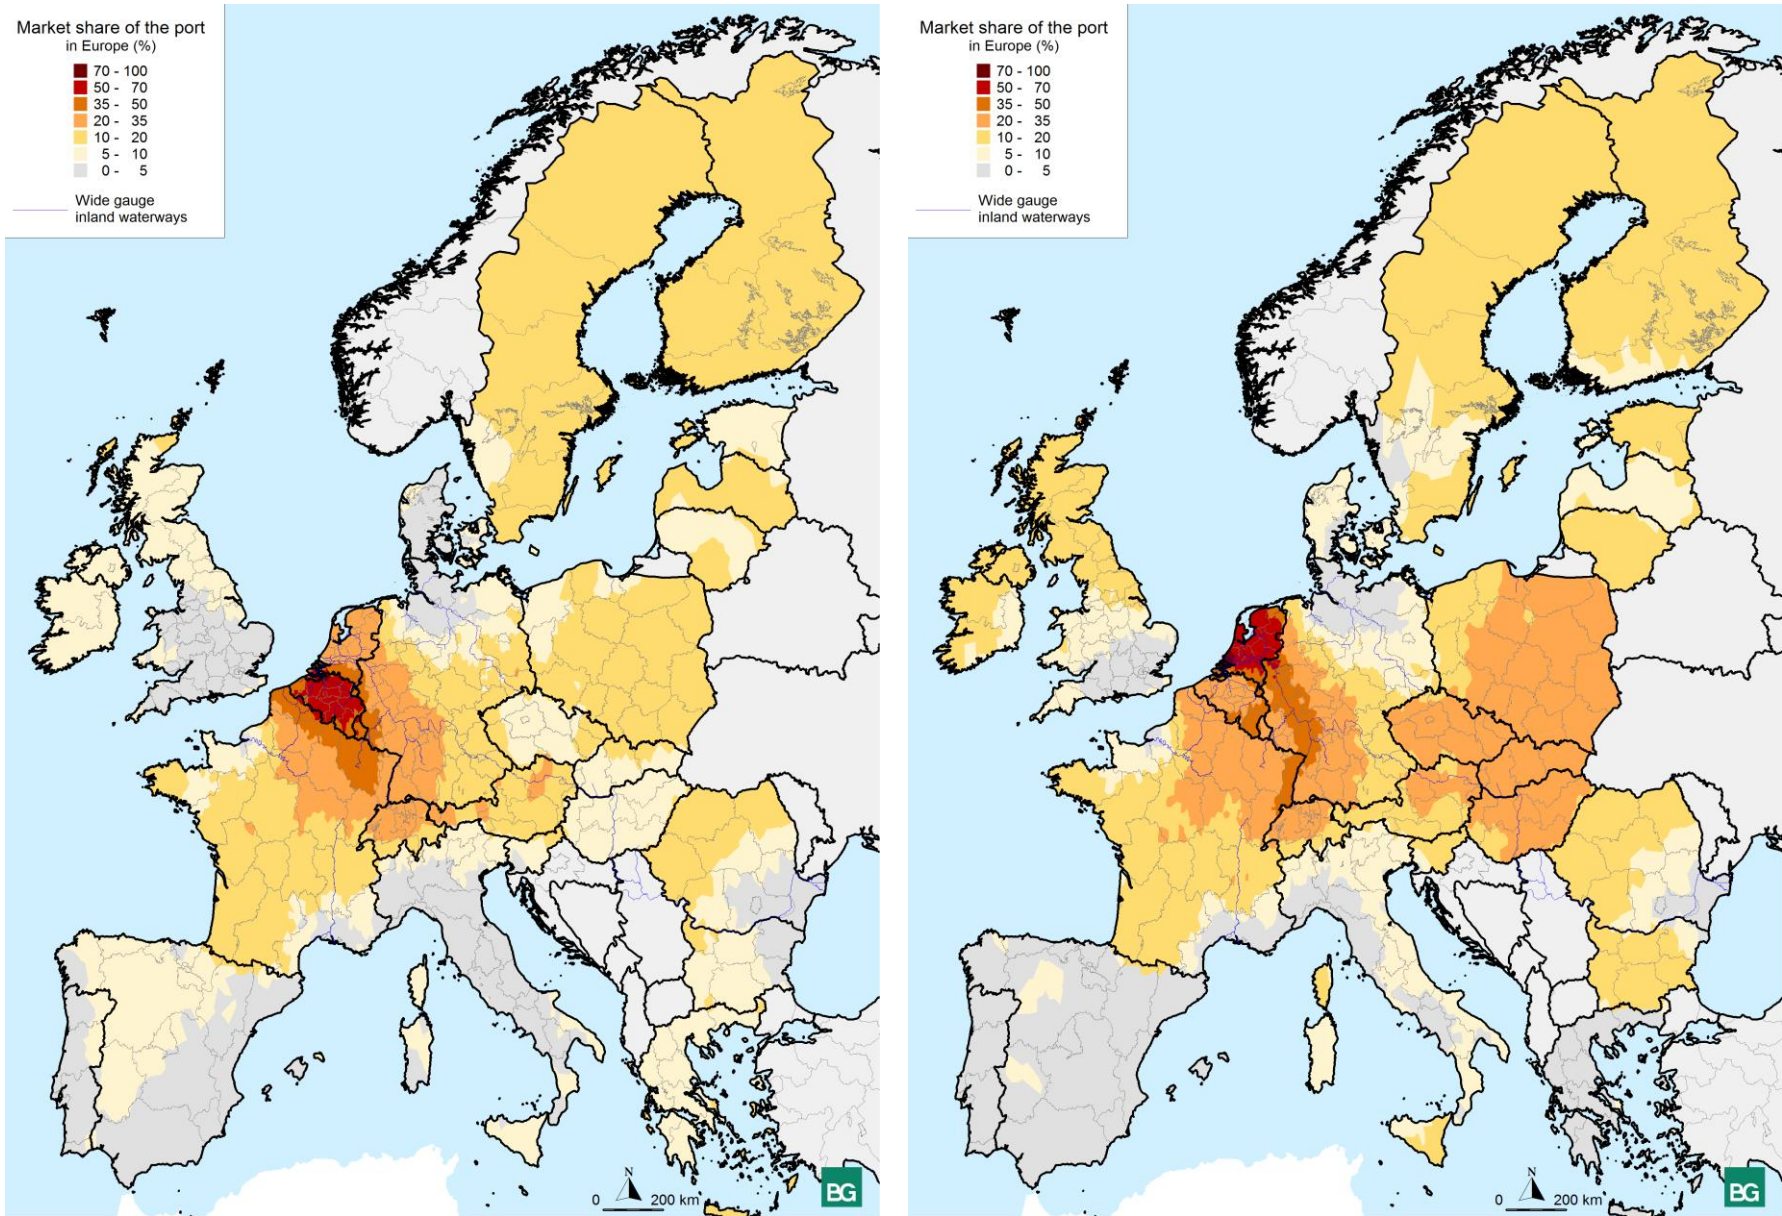 Market share of the port
in Europe (%)
70 - 100
50 - 70
35 - 50
20 - 35
10 - 20
5 - 10
0 - 5
Wide gauge
inland waterways
N
0 200 km
BG
Market share of the port
in Europe (%)
70 - 100
50 - 70
35 - 50
20 - 35
10 - 20
5 - 10
0 - 5
Wide gauge
inland waterways
N
0 200 km
BG